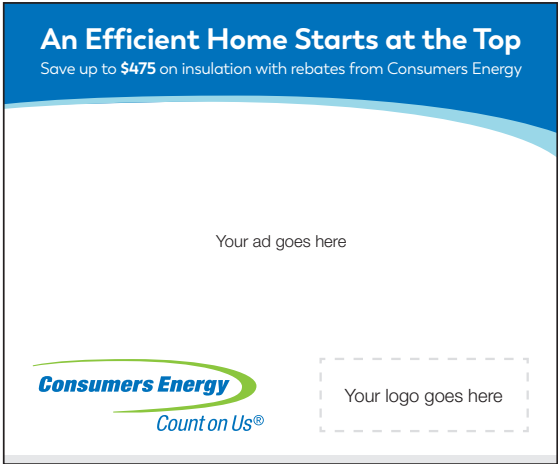 An Efficient Home Starts at the Top
Save up to $475 on insulation with rebates from Consumers Energy
Your ad goes here
Consumers Energy
Count on Us®
Your logo goes here